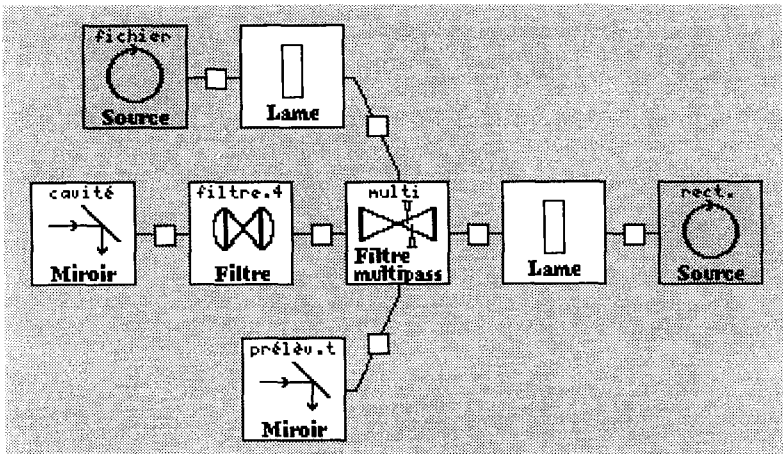 fichier
Source
Lame
cavité
Miroir
filtre.4
Filtre
multi
Filtre
multipass
Lame
rect.
Source
prélèv.t
Miroir